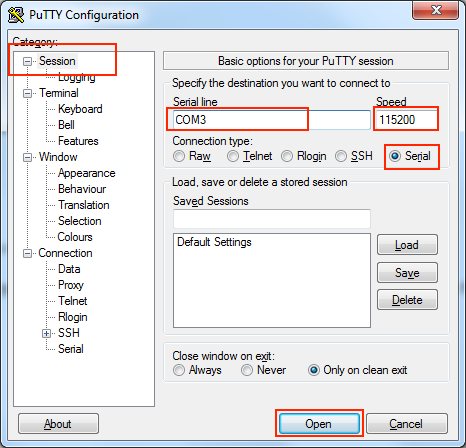 PuTTY Configuration
Category:
Session
Logging
Terminal
Keyboard
Bell
Features
Window
Appearance
Behaviour
Translation
Selection
Colours
Connection
Data
Proxy
Telnet
Rlogin
SSH
Serial
Basic options for your PuTTY session
Specify the destination you want to connect to
Serial line Speed
COM3 115200
Connection type:
Raw Telnet Rlogin SSH Serial
Load, save or delete a stored session
Saved Sessions
Default Settings
Load
Save
Delete
Close window on exit:
Always Never Only on clean exit
About Open Cancel